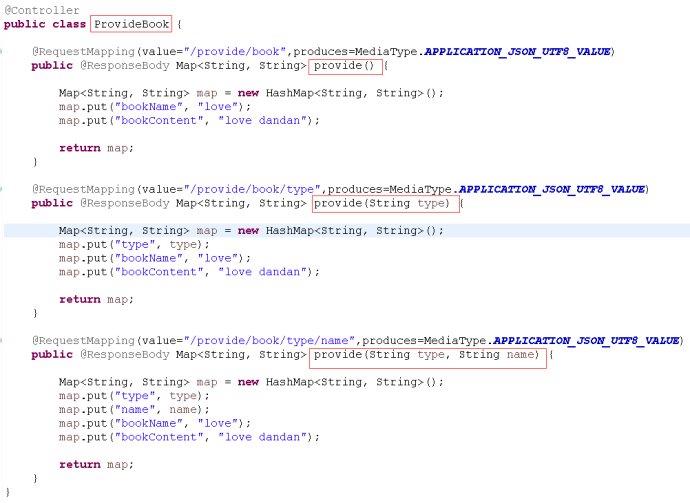 @Controller
public class ProvideBook {
@RequestMapping(value="/provide/book",produces=MediaType.APPLICATION_JSON_UTF8_VALUE)
public @ResponseBody Map<String, String> provide() {
Map<String, String> map = new HashMap<String, String>();
map.put("bookName", "love");
map.put("bookContent", "love dandan");
return map;
}
@RequestMapping(value="/provide/book/type",produces=MediaType.APPLICATION_JSON_UTF8_VALUE)
public @ResponseBody Map<String, String> provide(String type) {
Map<String, String> map = new HashMap<String, String>();
map.put("type", type);
map.put("bookName", "love");
map.put("bookContent", "love dandan");
return map;
}
@RequestMapping(value="/provide/book/type/name",produces=MediaType.APPLICATION_JSON_UTF8_VALUE)
public @ResponseBody Map<String, String> provide(String type, String name) {
Map<String, String> map = new HashMap<String, String>();
map.put("type", type);
map.put("name", name);
map.put("bookName", "love");
map.put("bookContent", "love dandan");
return map;
}
}